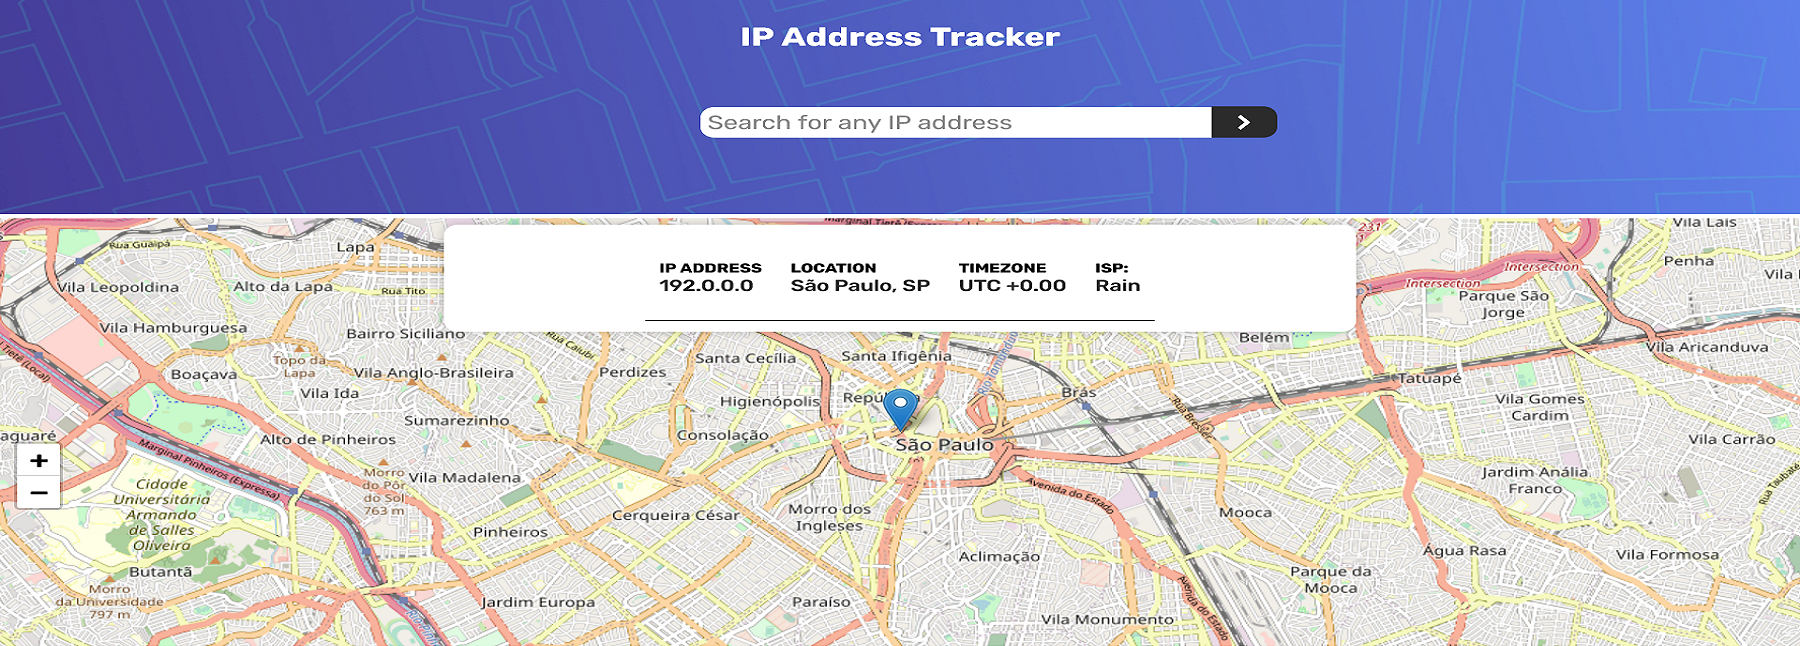 IP Address Tracker
Search for any IP address
IP ADDRESS
192.0.0.0
LOCATION
São Paulo, SP
TIMEZONE
UTC +0.00
ISP:
Rain
Rua Guaipá
Lapa
Vila Leopoldina
Alto da Lapa
Rua Tito
Vila Hamburguesa
Bairro Siciliano
Topo da
Lapa
Boaçava
Vila Anglo-Brasileira
Vila Ida
Rua Caiubi
Perdizes
Sumarezinho
Alto de Pinheiros
Marginal Pinheiros (Expressa)
Tietê (Local)
aguaré
+
−
Cidade
Universitária
Armando
de Salles
Oliveira
Butantã
Morro
da Universidade
797 m
Morro
do Pôr
do Sol
763 m
Vila Madalena
Pinheiros
Jardim Europa
Cerqueira César
Consolação
Higienópolis
Santa Cecília
Santa Ifigênia
São Paulo
Morro dos
Ingleses
Paraíso
Aclimação
Vila Monumento
Avenida do Estado
Avenida do Estado
Brás
Rua Bresser
Mooca
Parque da
Mooca
Belém
Tatuapé
Intersection
Intersection
Penha
Vila Lais
Parque São
Jorge
Vila Aricanduva
Vila Gomes
Cardim
Vila Carrão
Jardim Anália
Franco
Água Rasa
Vila Formosa